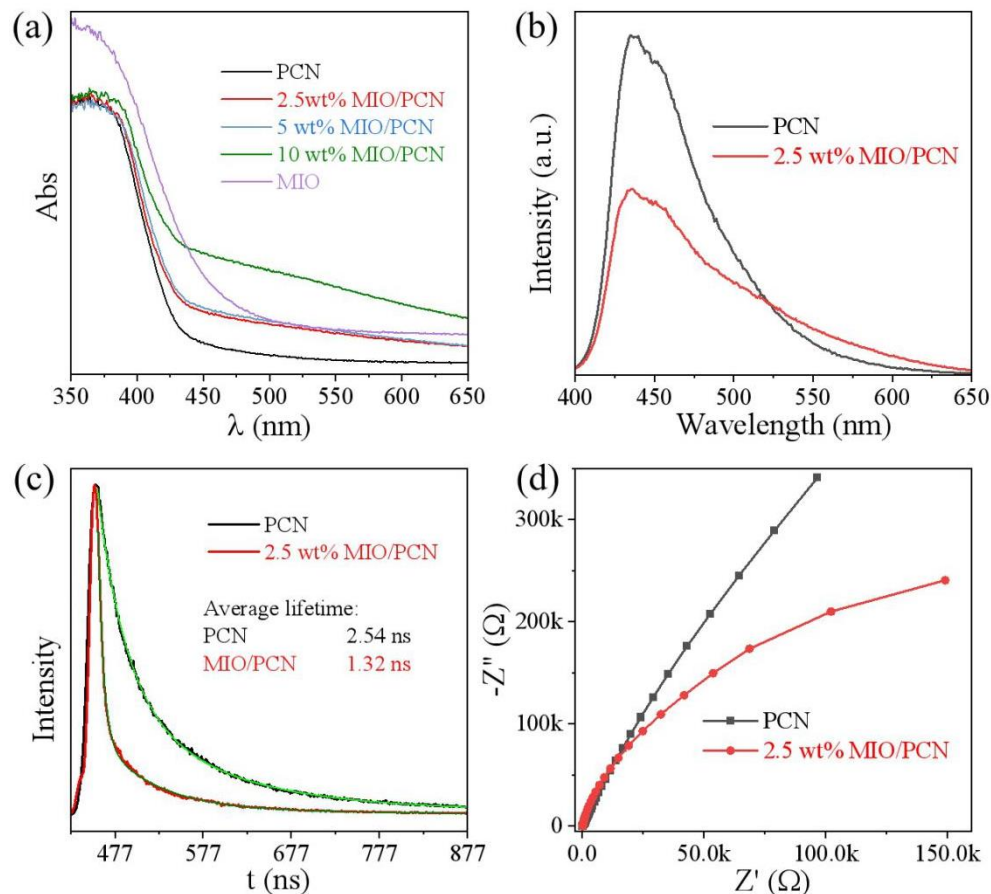 (a)
PCN
2.5wt% MIO/PCN
5 wt% MIO/PCN
10 wt% MIO/PCN
MIO
Abs
350 400 450 500 550 600 650
λ (nm)
(b)
PCN
2.5 wt% MIO/PCN
Intensity (a.u.)
400 450 500 550 600 650
Wavelength (nm)
(c)
PCN
2.5 wt% MIO/PCN
Average lifetime:
PCN 2.54 ns
MIO/PCN 1.32 ns
Intensity
477 577 677 777 877
t (ns)
(d)
300k
200k
100k
0
-Z" (Ω)
PCN
2.5 wt% MIO/PCN
0.0 50.0k 100.0k 150.0k
Z' (Ω)